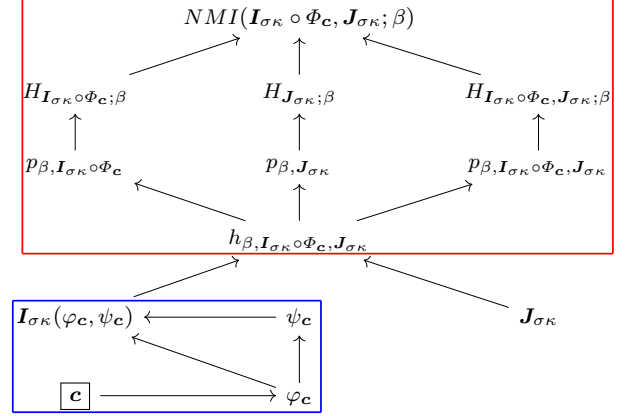 NMI(𝑰_{σκ} ∘ Φ_𝒄, 𝑱_{σκ}; β)
H_{𝑰_{σκ}∘Φ_𝒄;β} H_{𝑱_{σκ};β} H_{𝑰_{σκ}∘Φ_𝒄,𝑱_{σκ};β}
p_{β,𝑰_{σκ}∘Φ_𝒄} p_{β,𝑱_{σκ}} p_{β,𝑰_{σκ}∘Φ_𝒄,𝑱_{σκ}}
h_{β,𝑰_{σκ}∘Φ_𝒄,𝑱_{σκ}}
𝑰_{σκ}(φ_𝒄, ψ_𝒄) ψ_𝒄 𝑱_{σκ}
𝒄 φ_𝒄